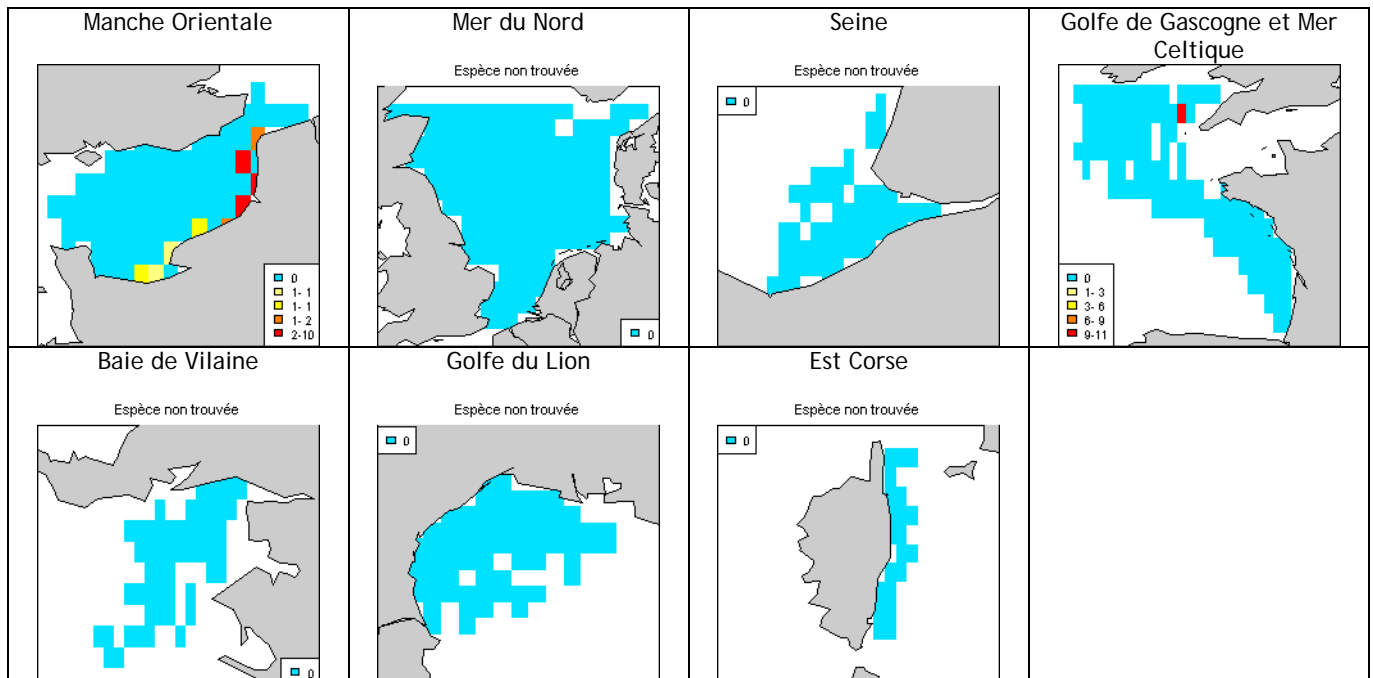 Manche Orientale
0
1- 1
1- 1
1- 2
2-10
Mer du Nord
Espèce non trouvée
0
Seine
Espèce non trouvée
0
Golfe de Gascogne et Mer
Celtique
0
1- 3
3- 6
6- 9
9-11
Baie de Vilaine
Espèce non trouvée
0
Golfe du Lion
Espèce non trouvée
0
Est Corse
Espèce non trouvée
0